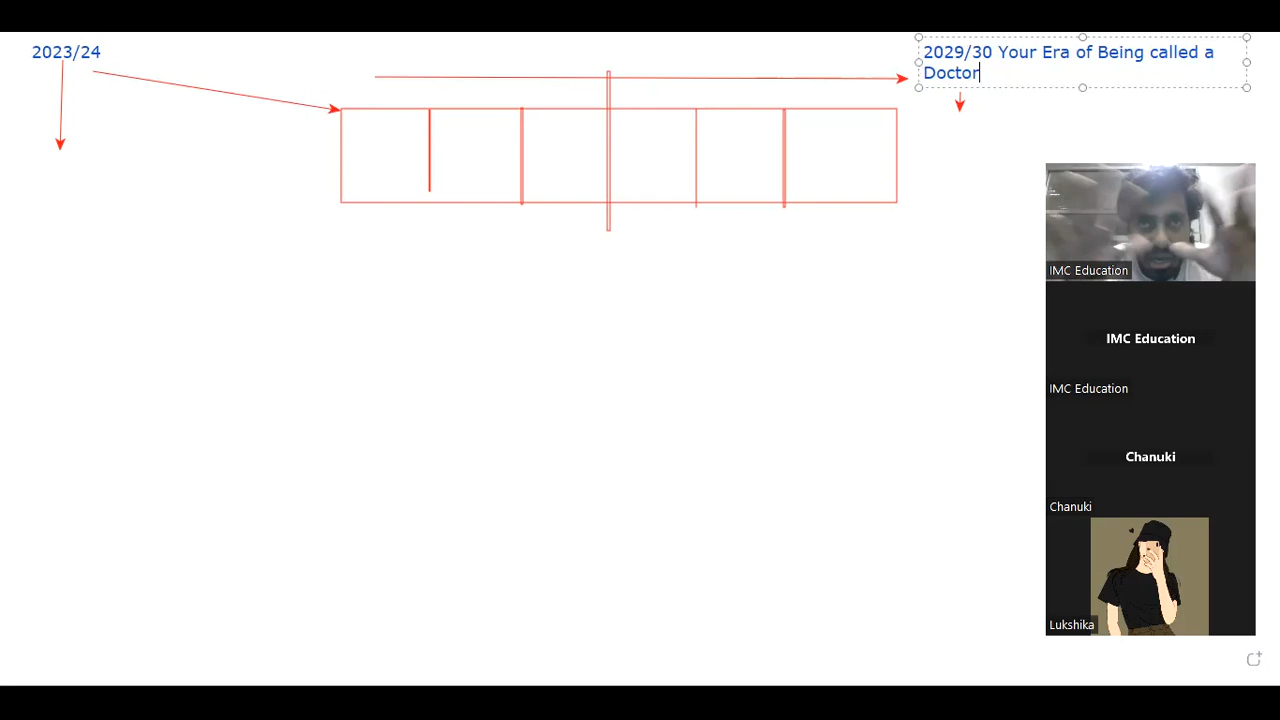 2023/24
2029/30 Your Era of Being called a
Doctor
IMC Education
IMC Education
IMC Education
Chanuki
Chanuki
Lukshika